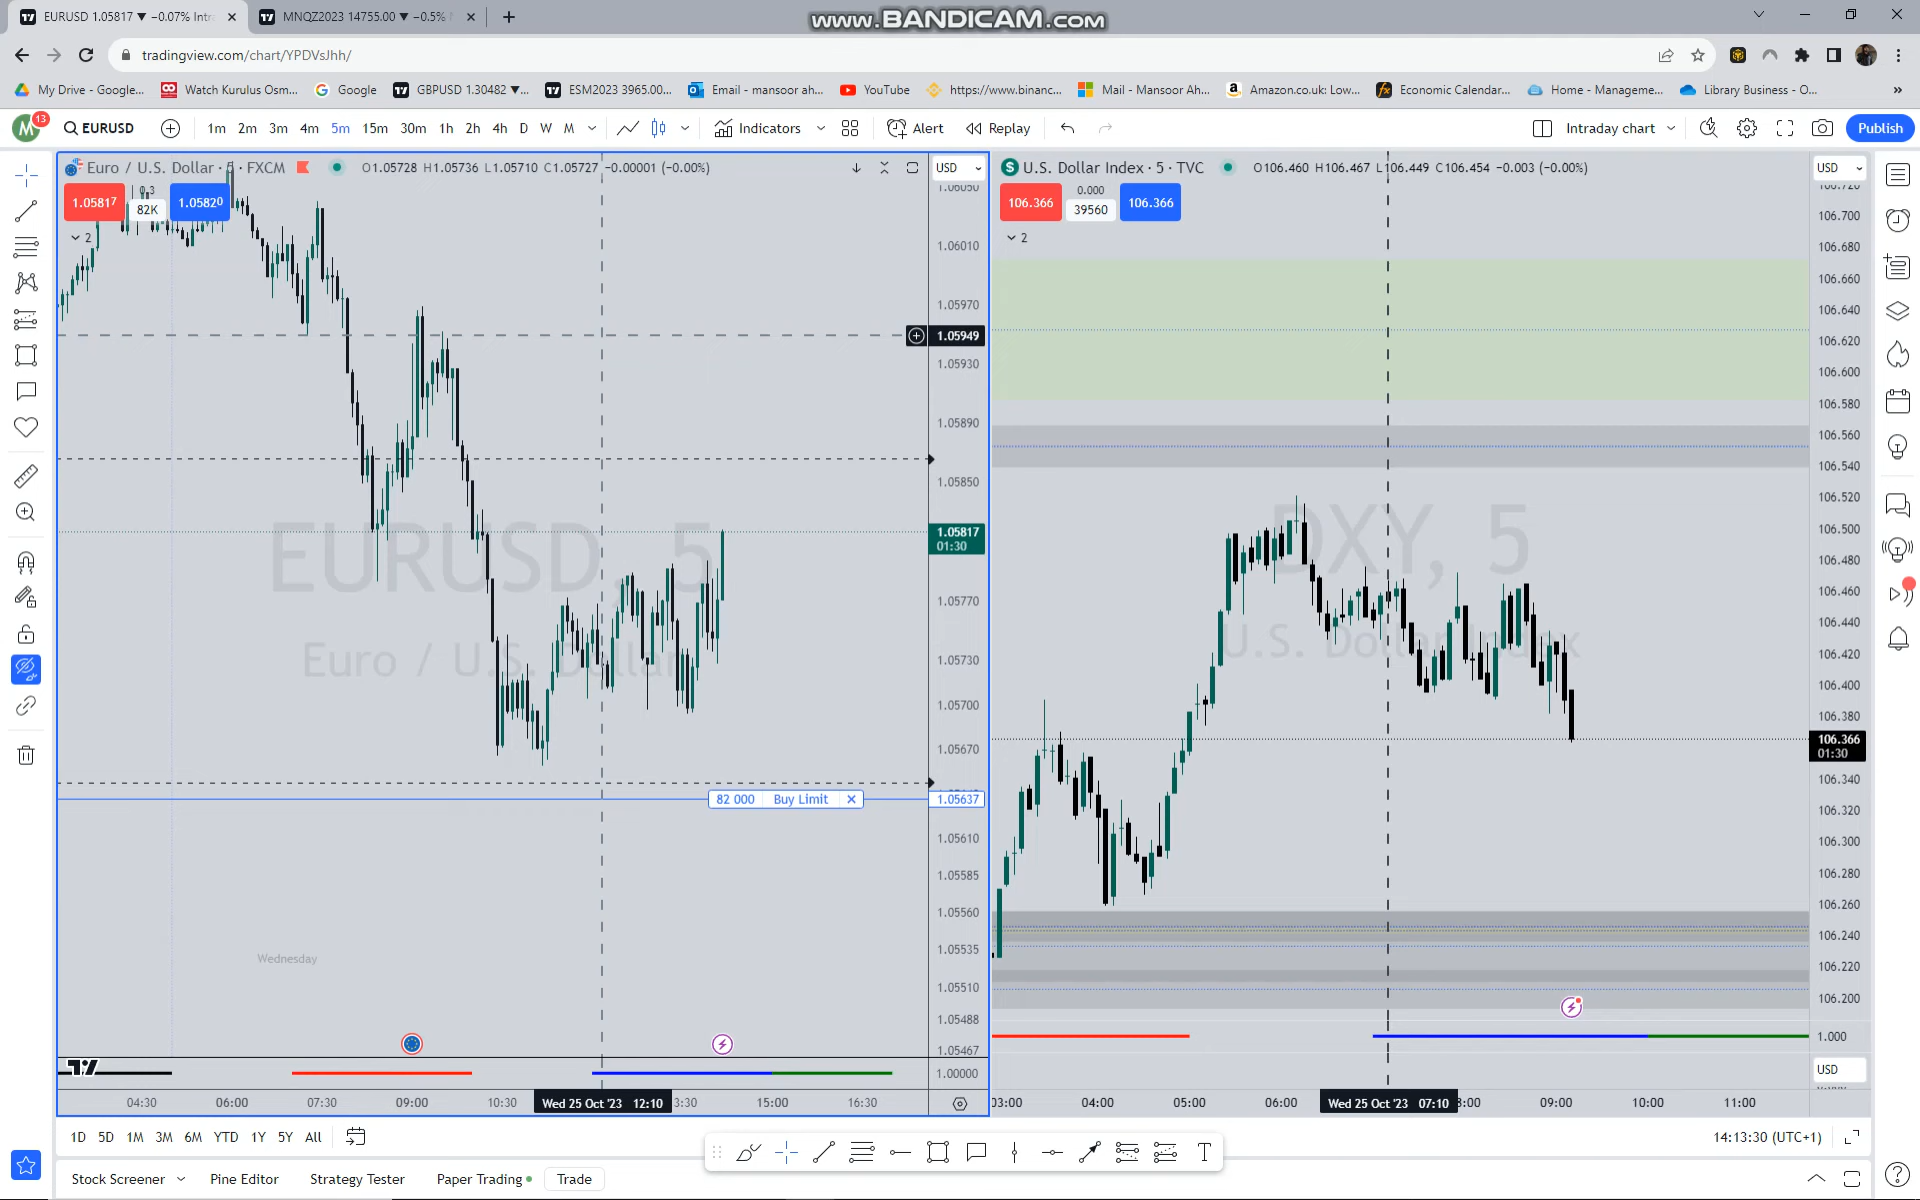 EURUSD 1.05817 ▼ −0.07% Intr
MNQZ2023 14755.00 ▼ −0.5%
www.BANDICAM.com
tradingview.com/chart/YPDVsJhh/
My Drive - Google...
Watch Kurulus Osm...
Google
GBPUSD 1.30482 ▼...
ESM2023 3965.00...
Email - mansoor ah...
YouTube
https://www.binanc...
Mail - Mansoor Ah...
Amazon.co.uk: Low...
Economic Calendar...
Home - Manageme...
Library Business - O...
»
M
13
EURUSD
1m 2m 3m 4m 5m 15m 30m 1h 2h 4h D W M
Indicators
Alert
Replay
Intraday chart
Publish
Euro / U.S. Dollar · 5 · FXCM
O1.05728 H1.05736 L1.05710 C1.05727 −0.00001 (−0.00%)
USD
1.05817
0.3
82K
1.05820
2
1.06050
1.06010
1.05970
1.05949
1.05930
1.05890
1.05850
1.05817
01:30
1.05770
1.05730
1.05700
1.05670
82 000 Buy Limit
1.05637
1.05610
1.05585
1.05560
1.05535
1.05510
1.05488
1.05467
1.00000
EURUSD, 5
Euro / U.S. Dollar
Wednesday
04:30 06:00 07:30 09:00 10:30 Wed 25 Oct '23 12:10 3:30 15:00 16:30
U.S. Dollar Index · 5 · TVC
O106.460 H106.467 L106.449 C106.454 −0.003 (−0.00%)
USD
106.366
0.000
39560
106.366
2
106.720
106.700
106.680
106.660
106.640
106.620
106.600
106.580
106.560
106.540
106.520
106.500
106.480
106.460
106.440
106.420
106.400
106.380
106.366
01:30
106.340
106.320
106.300
106.280
106.260
106.240
106.220
106.200
1.000
USD
DXY, 5
U.S. Dollar Index
03:00 04:00 05:00 06:00 Wed 25 Oct '23 07:10 8:00 09:00 10:00 11:00
1D 5D 1M 3M 6M YTD 1Y 5Y All
14:13:30 (UTC+1)
Stock Screener
Pine Editor
Strategy Tester
Paper Trading
Trade